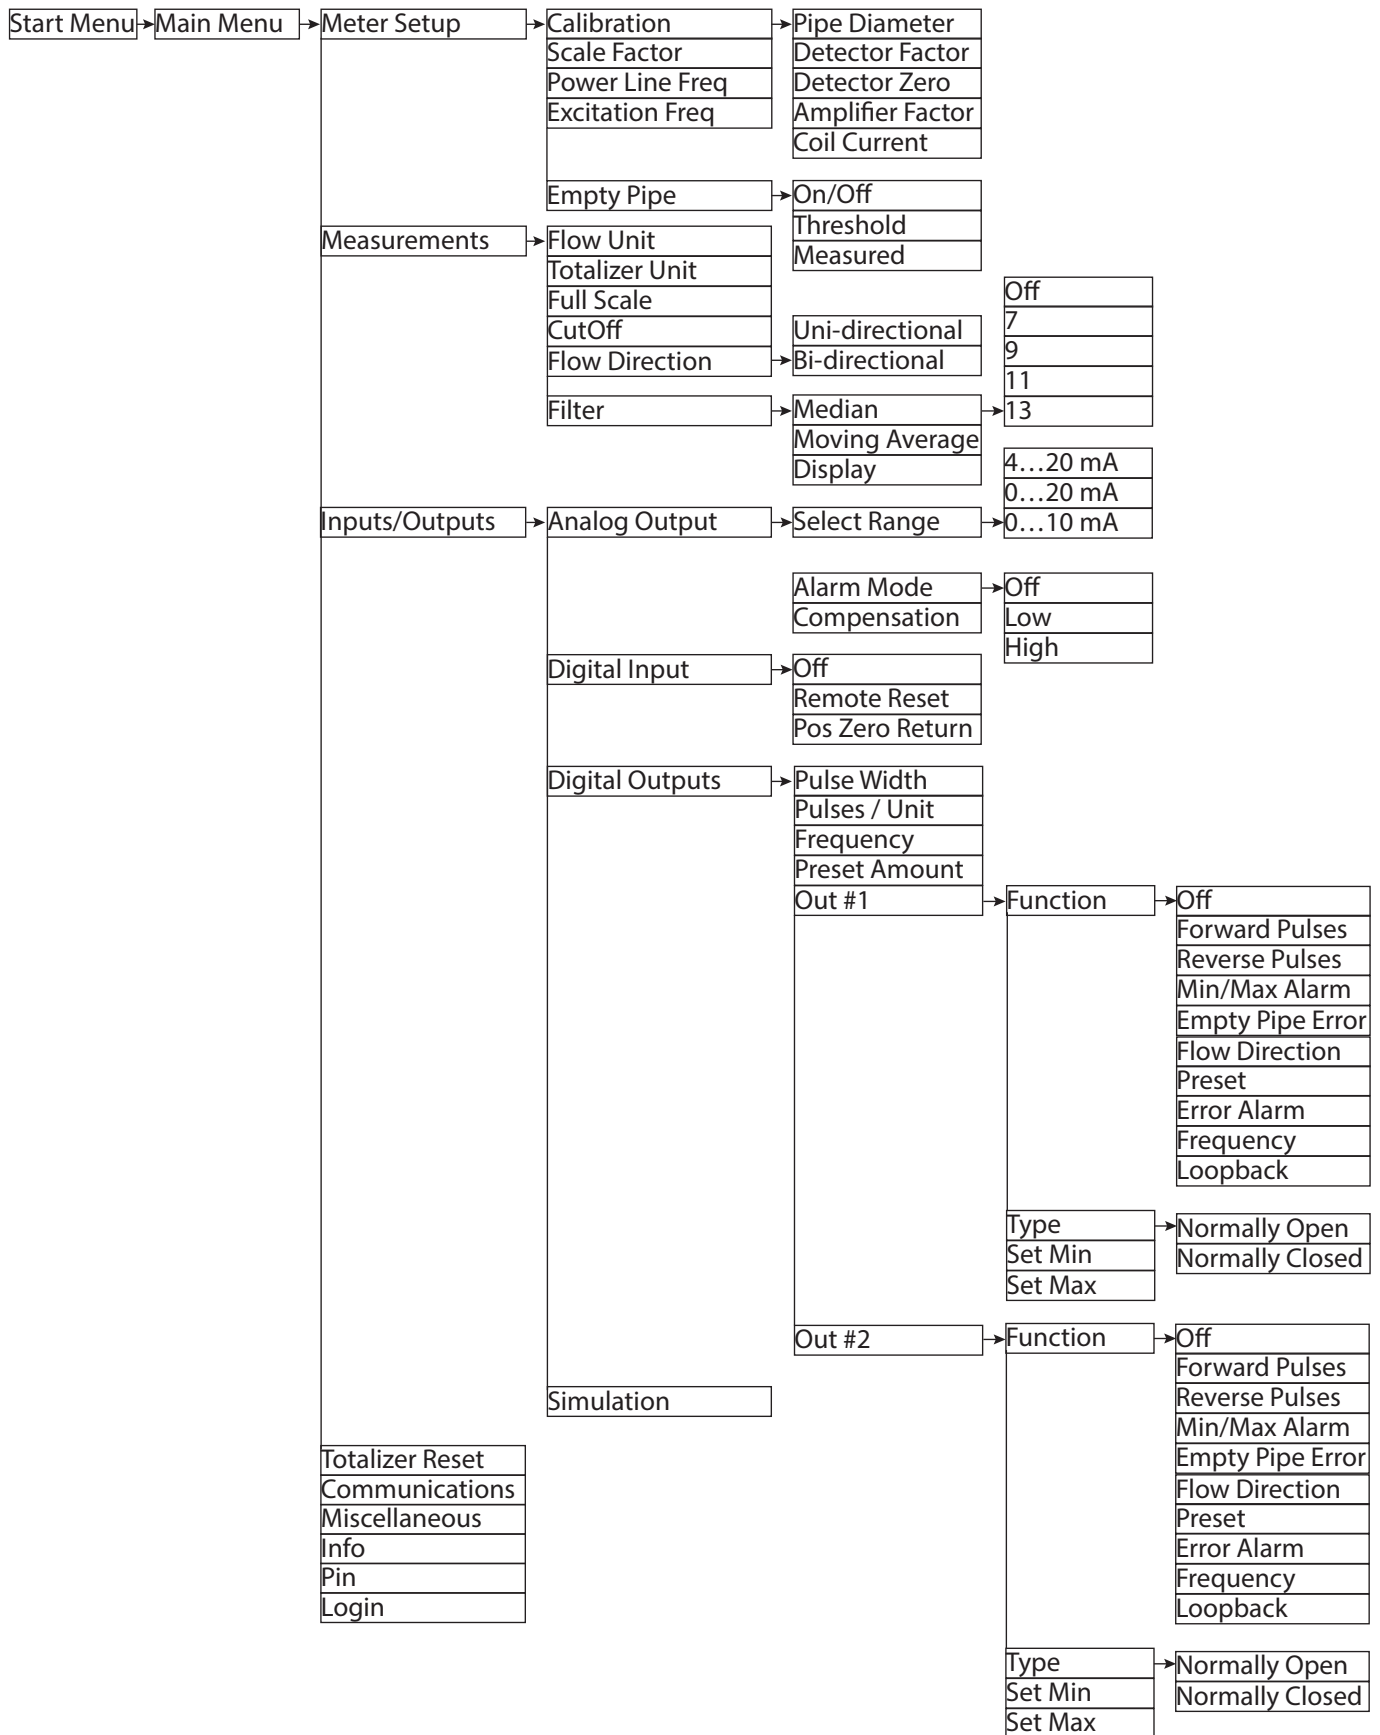 Start Menu
Main Menu
Meter Setup
Calibration
Pipe Diameter
Scale Factor
Detector Factor
Power Line Freq
Detector Zero
Excitation Freq
Amplifier Factor
Coil Current
Empty Pipe
On/Off
Threshold
Measured
Measurements
Flow Unit
Totalizer Unit
Full Scale
CutOff
Flow Direction
Uni-directional
Bi-directional
Filter
Median
Moving Average
Display
Off
7
9
11
13
Inputs/Outputs
Analog Output
Select Range
4…20 mA
0…20 mA
0…10 mA
Alarm Mode
Compensation
Off
Low
High
Digital Input
Off
Remote Reset
Pos Zero Return
Digital Outputs
Pulse Width
Pulses / Unit
Frequency
Preset Amount
Out #1
Function
Off
Forward Pulses
Reverse Pulses
Min/Max Alarm
Empty Pipe Error
Flow Direction
Preset
Error Alarm
Frequency
Loopback
Type
Set Min
Set Max
Normally Open
Normally Closed
Out #2
Function
Off
Forward Pulses
Reverse Pulses
Min/Max Alarm
Empty Pipe Error
Flow Direction
Preset
Error Alarm
Frequency
Loopback
Type
Set Min
Set Max
Normally Open
Normally Closed
Simulation
Totalizer Reset
Communications
Miscellaneous
Info
Pin
Login